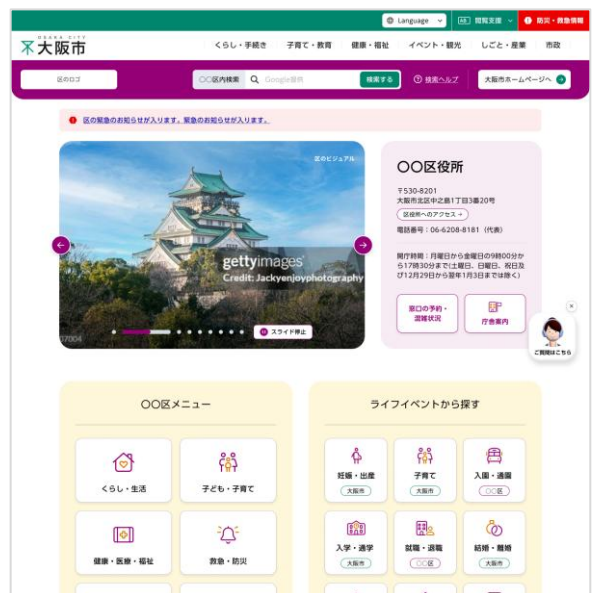 Language
閲覧支援
防災・救急情報
OSAKA CITY
大阪市
くらし・手続き
子育て・教育
健康・福祉
イベント・観光
しごと・産業
市政
区のロゴ
〇〇区内検索
Google提供
検索する
検索ヘルプ
大阪市ホームページへ
区の緊急のお知らせが入ります。緊急のお知らせが入ります。
区のビジュアル
gettyimages
Credit: Jackyenjoyphotography
スライド停止
〇〇区役所
〒530-8201
大阪市北区中之島1丁目3番20号
区役所へのアクセス
電話番号：06-6208-8181（代表）
開庁時間：月曜日から金曜日の9時00分か
ら17時30分まで(土曜日、日曜日、祝日及
び12月29日から翌年1月3日までは除く)
窓口の予約・
混雑状況
庁舎案内
ご質問はこちら
〇〇区メニュー
くらし・生活
子ども・子育て
健康・医療・福祉
救急・防災
ライフイベントから探す
妊娠・出産
大阪市
子育て
大阪市
入園・通園
〇〇区
入学・通学
大阪市
就職・退職
〇〇区
結婚・離婚
大阪市